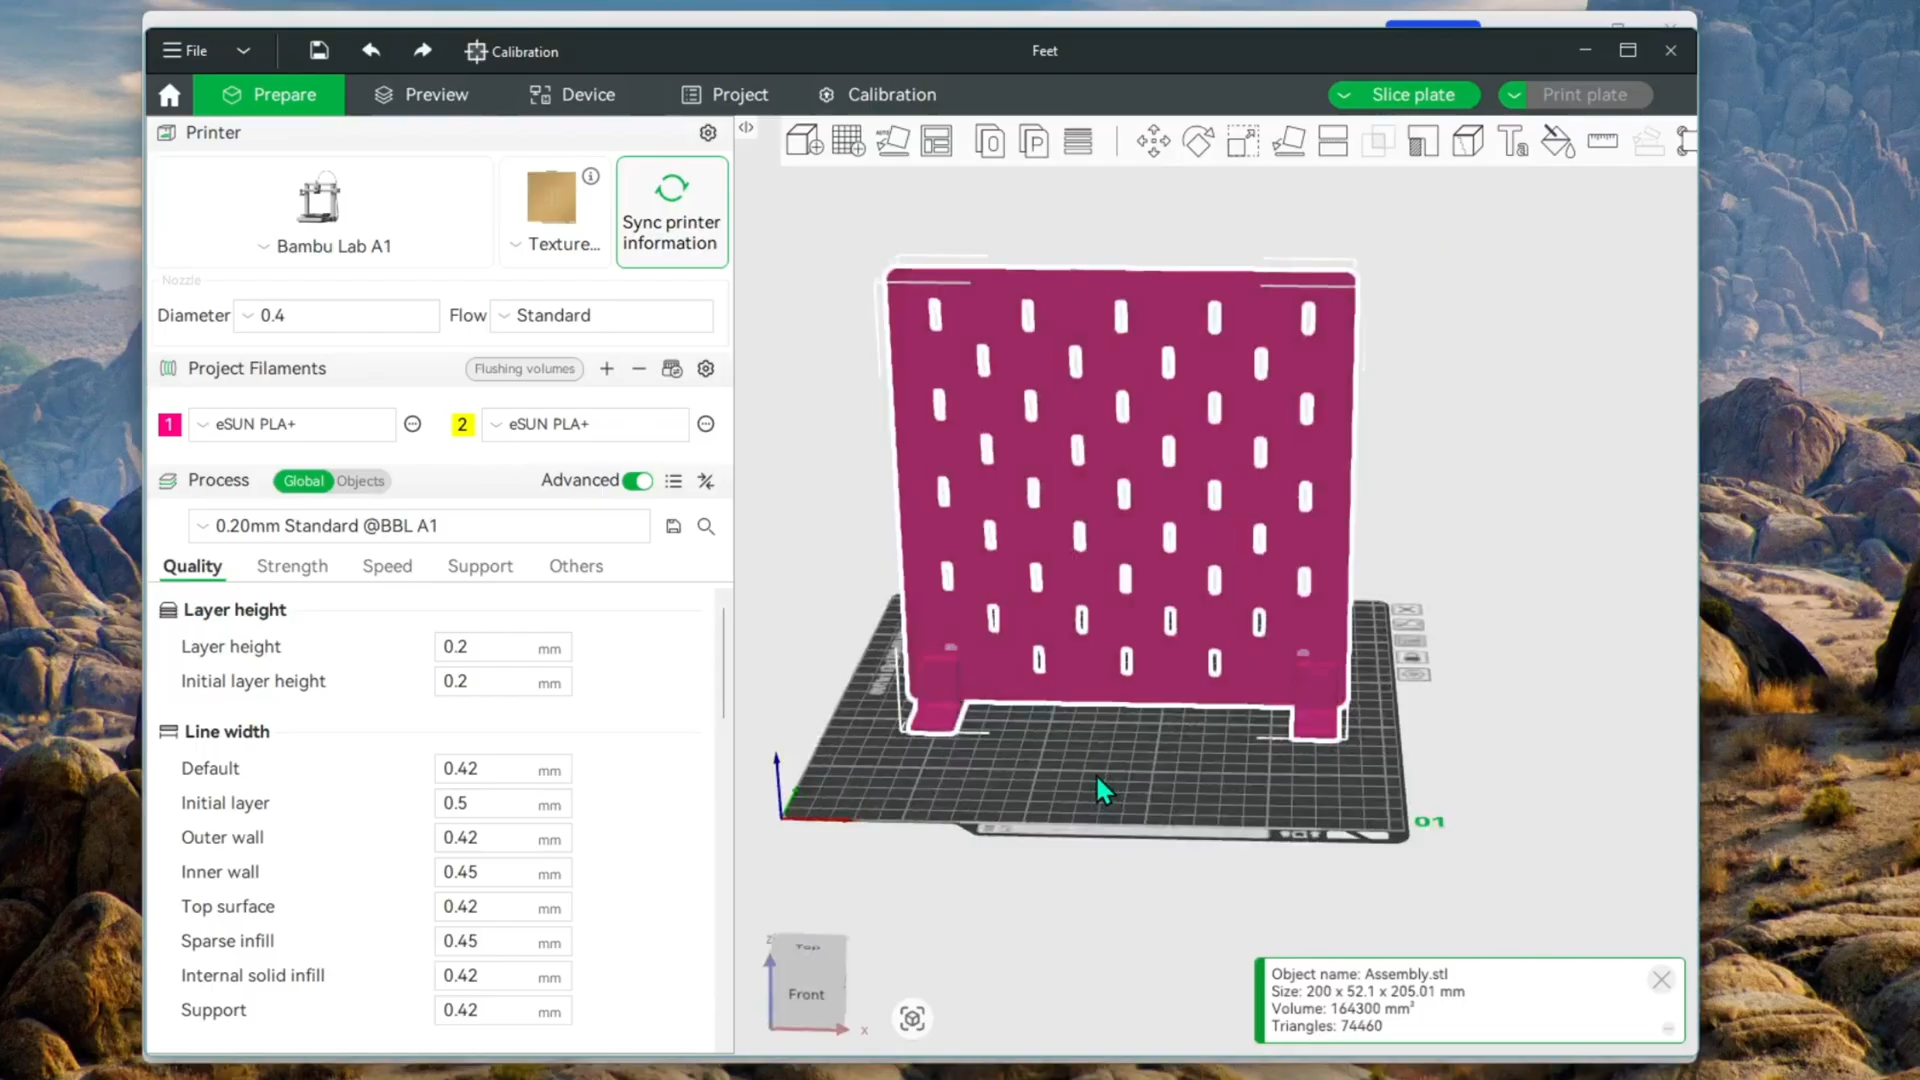 File
Calibration
Feet
Prepare
Preview
Device
Project
Calibration
Slice plate
Print plate
Printer
Bambu Lab A1
Texture...
Sync printer
information
Nozzle
Diameter
0.4
Flow
Standard
Project Filaments
Flushing volumes
1
eSUN PLA+
2
eSUN PLA+
Process
Global
Objects
Advanced
0.20mm Standard @BBL A1
Quality
Strength
Speed
Support
Others
Layer height
Layer height
0.2
mm
Initial layer height
0.2
mm
Line width
Default
0.42
mm
Initial layer
0.5
mm
Outer wall
0.42
mm
Inner wall
0.45
mm
Top surface
0.42
mm
Sparse infill
0.45
mm
Internal solid infill
0.42
mm
Support
0.42
mm
01
Z
Top
Front
X
Object name: Assembly.stl
Size: 200 x 52.1 x 205.01 mm
Volume: 164300 mm³
Triangles: 74460